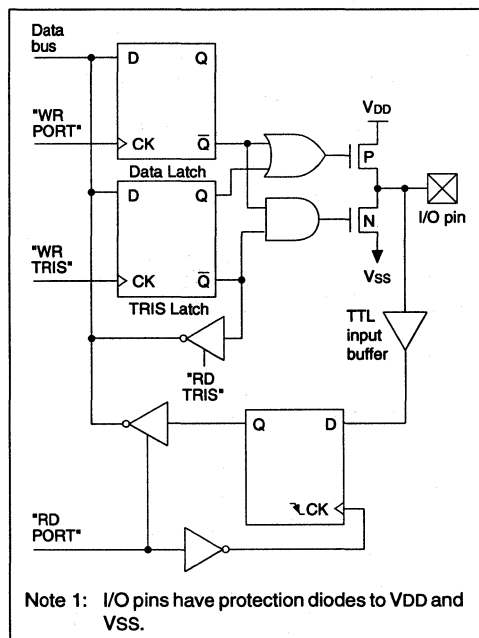 Data
bus
D Q
"WR
PORT"
CK Q̅
VDD
P
Data Latch
D Q
N
I/O pin
"WR
TRIS"
CK Q̅
VSS
TRIS Latch
TTL
input
buffer
"RD
TRIS"
Q D
CK
"RD
PORT"
Note 1: I/O pins have protection diodes to VDD and
VSS.